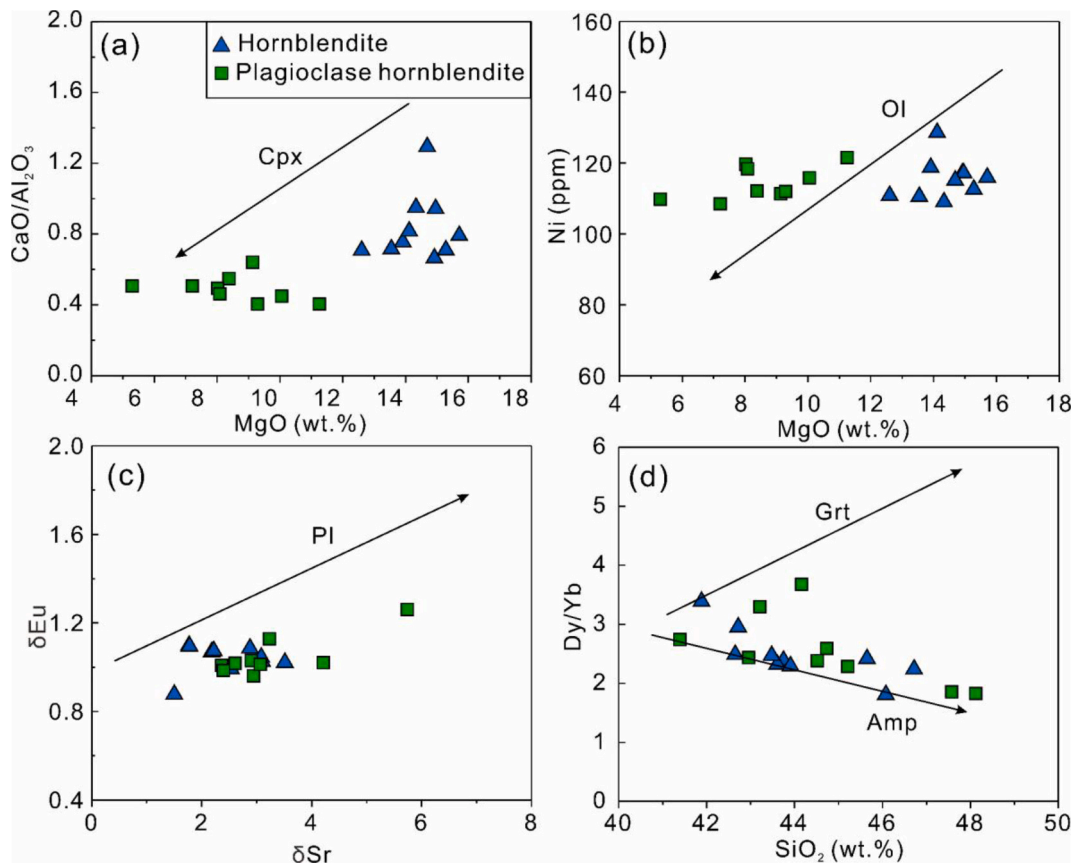 (a)
Hornblendite
Plagioclase hornblendite
Cpx
CaO/Al₂O₃
2.0
1.6
1.2
0.8
0.4
0.0
4 6 8 10 12 14 16 18
MgO (wt.%)
(b)
Ol
Ni (ppm)
160
140
120
100
80
60
4 6 8 10 12 14 16 18
MgO (wt.%)
(c)
Pl
δEu
2.0
1.6
1.2
0.8
0.4
0 2 4 6 8
δSr
(d)
Grt
Amp
Dy/Yb
6
5
4
3
2
1
0
40 42 44 46 48 50
SiO₂ (wt.%)